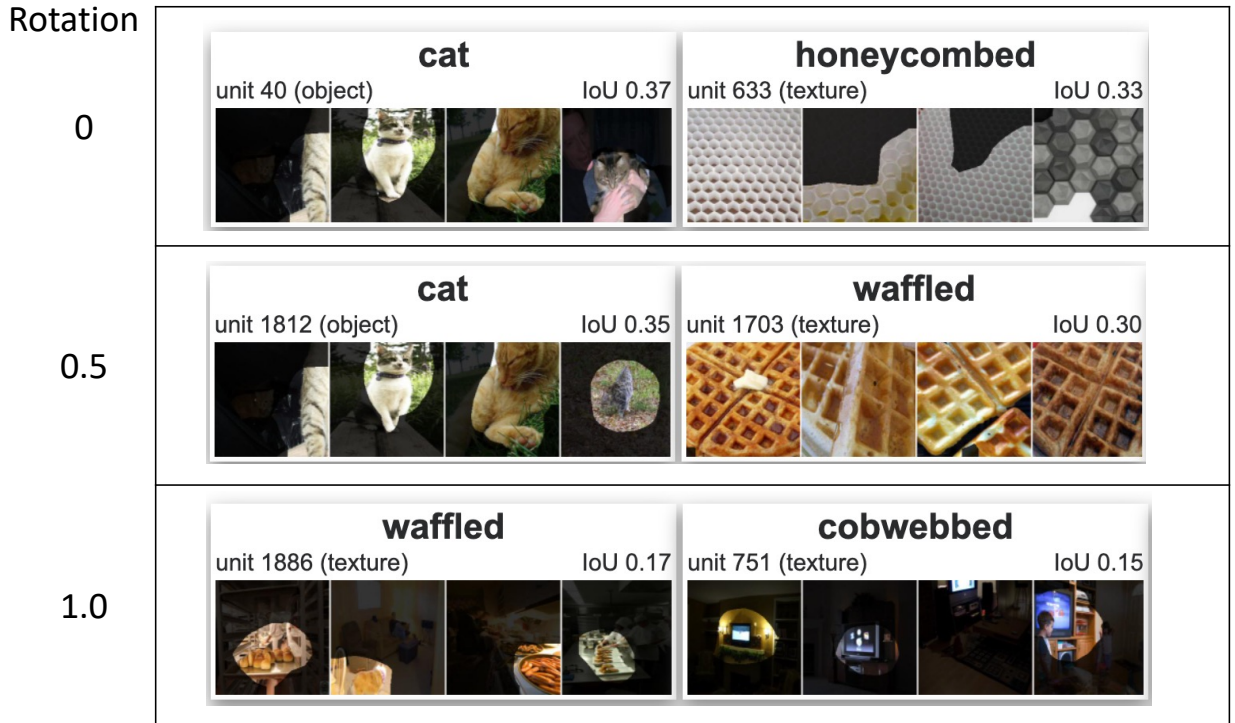 Rotation
0
cat
unit 40 (object) IoU 0.37
honeycombed
unit 633 (texture) IoU 0.33
0.5
cat
unit 1812 (object) IoU 0.35
waffled
unit 1703 (texture) IoU 0.30
1.0
waffled
unit 1886 (texture) IoU 0.17
cobwebbed
unit 751 (texture) IoU 0.15